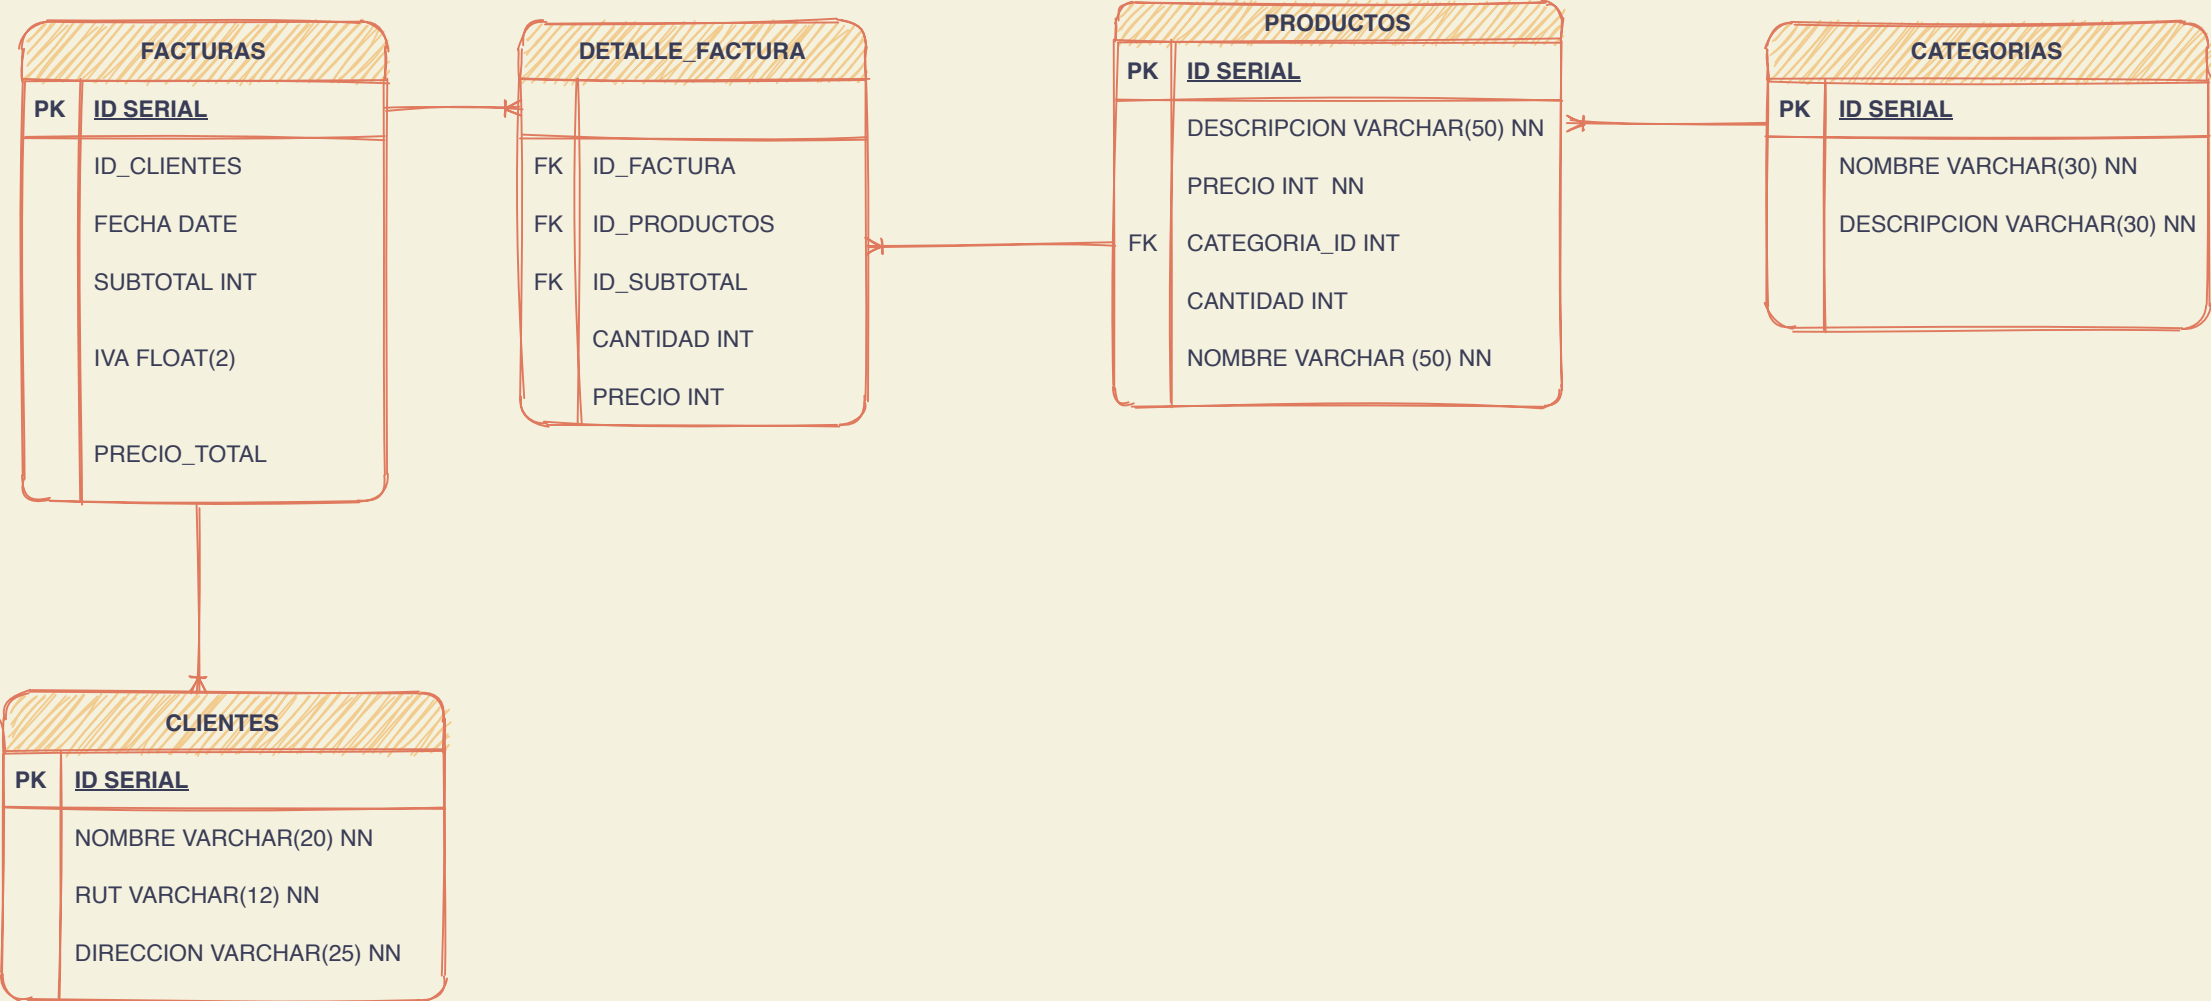 FACTURAS
PK ID SERIAL
ID_CLIENTES
FECHA DATE
SUBTOTAL INT
IVA FLOAT(2)
PRECIO_TOTAL
DETALLE_FACTURA
FK ID_FACTURA
FK ID_PRODUCTOS
FK ID_SUBTOTAL
CANTIDAD INT
PRECIO INT
PRODUCTOS
PK ID SERIAL
DESCRIPCION VARCHAR(50) NN
PRECIO INT  NN
FK CATEGORIA_ID INT
CANTIDAD INT
NOMBRE VARCHAR (50) NN
CATEGORIAS
PK ID SERIAL
NOMBRE VARCHAR(30) NN
DESCRIPCION VARCHAR(30) NN
CLIENTES
PK ID SERIAL
NOMBRE VARCHAR(20) NN
RUT VARCHAR(12) NN
DIRECCION VARCHAR(25) NN